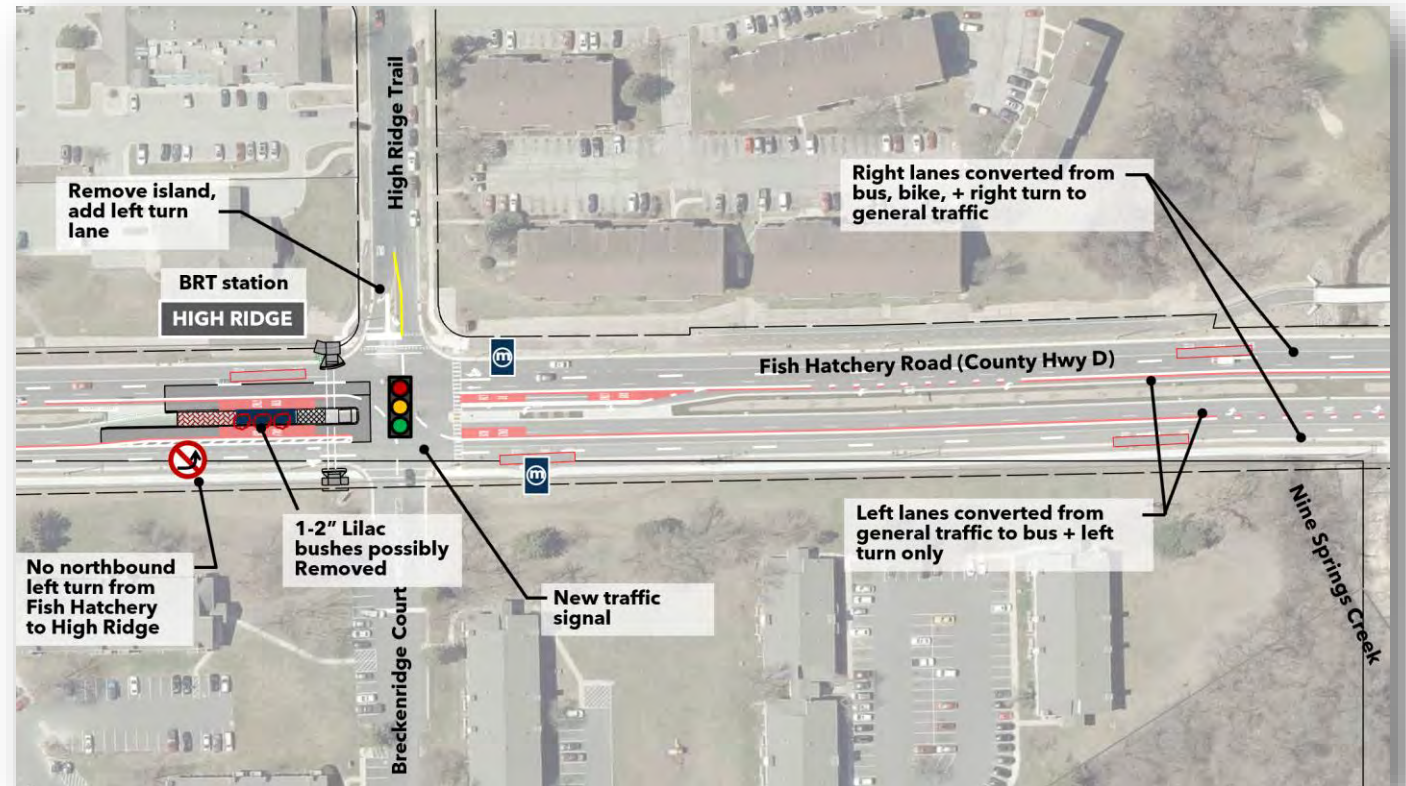 High Ridge Trail
Remove island,
add left turn
lane
BRT station
HIGH RIDGE
Right lanes converted from
bus, bike, + right turn to
general traffic
m
Fish Hatchery Road (County Hwy D)
m
No northbound
left turn from
Fish Hatchery
to High Ridge
1-2” Lilac
bushes possibly
Removed
Breckenridge Court
New traffic
signal
Left lanes converted from
general traffic to bus + left
turn only
Nine Springs Creek